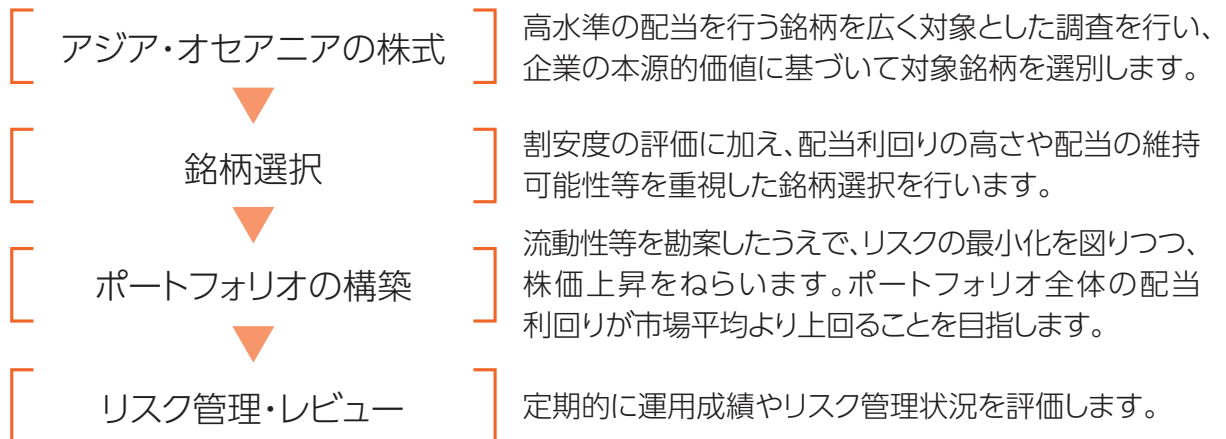 アジア・オセアニアの株式
高水準の配当を行う銘柄を広く対象とした調査を行い、
企業の本源的価値に基づいて対象銘柄を選別します。
銘柄選択
割安度の評価に加え、配当利回りの高さや配当の維持
可能性等を重視した銘柄選択を行います。
ポートフォリオの構築
流動性等を勘案したうえで、リスクの最小化を図りつつ、
株価上昇をねらいます。ポートフォリオ全体の配当
利回りが市場平均より上回ることを目指します。
リスク管理・レビュー
定期的に運用成績やリスク管理状況を評価します。